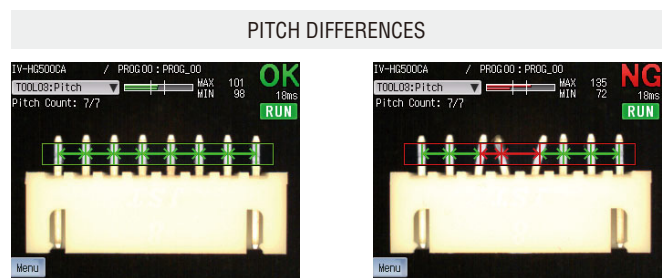 PITCH DIFFERENCES
IV-HG500CA / PROG00:PROG_00
OK
TOOL03:Pitch
MAX 101
MIN 98
18ms
Pitch Count: 7/7
RUN
Menu
IV-HG500CA / PROG00:PROG_00
NG
TOOL03:Pitch
MAX 135
MIN 72
18ms
Pitch Count: 7/7
RUN
Menu